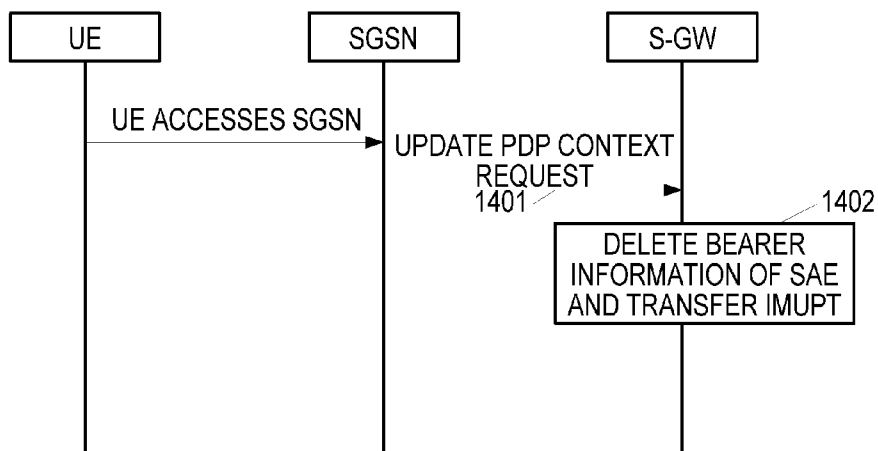 UE
SGSN
S-GW
UE ACCESSES SGSN
UPDATE PDP CONTEXT
REQUEST
1401
1402
DELETE BEARER
INFORMATION OF SAE
AND TRANSFER IMUPT